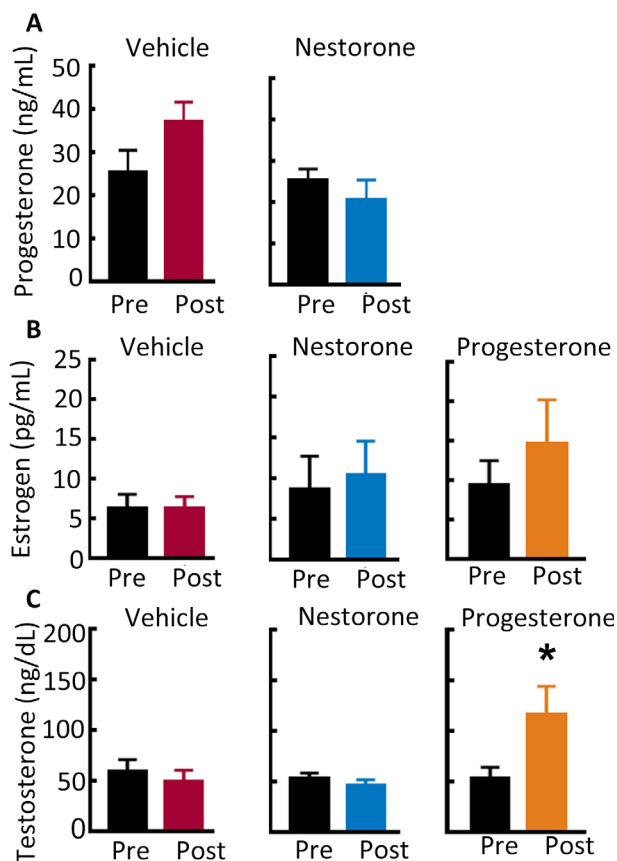 A
Vehicle Nestorone
Progesterone (ng/mL)
50
40
30
20
10
0
Pre Post Pre Post
B
Vehicle Nestorone Progesterone
Estrogen (pg/mL)
25
20
15
10
5
0
Pre Post Pre Post Pre Post
C
Vehicle Nestorone Progesterone
Testosterone (ng/dL)
200
150
100
50
0
*
Pre Post Pre Post Pre Post